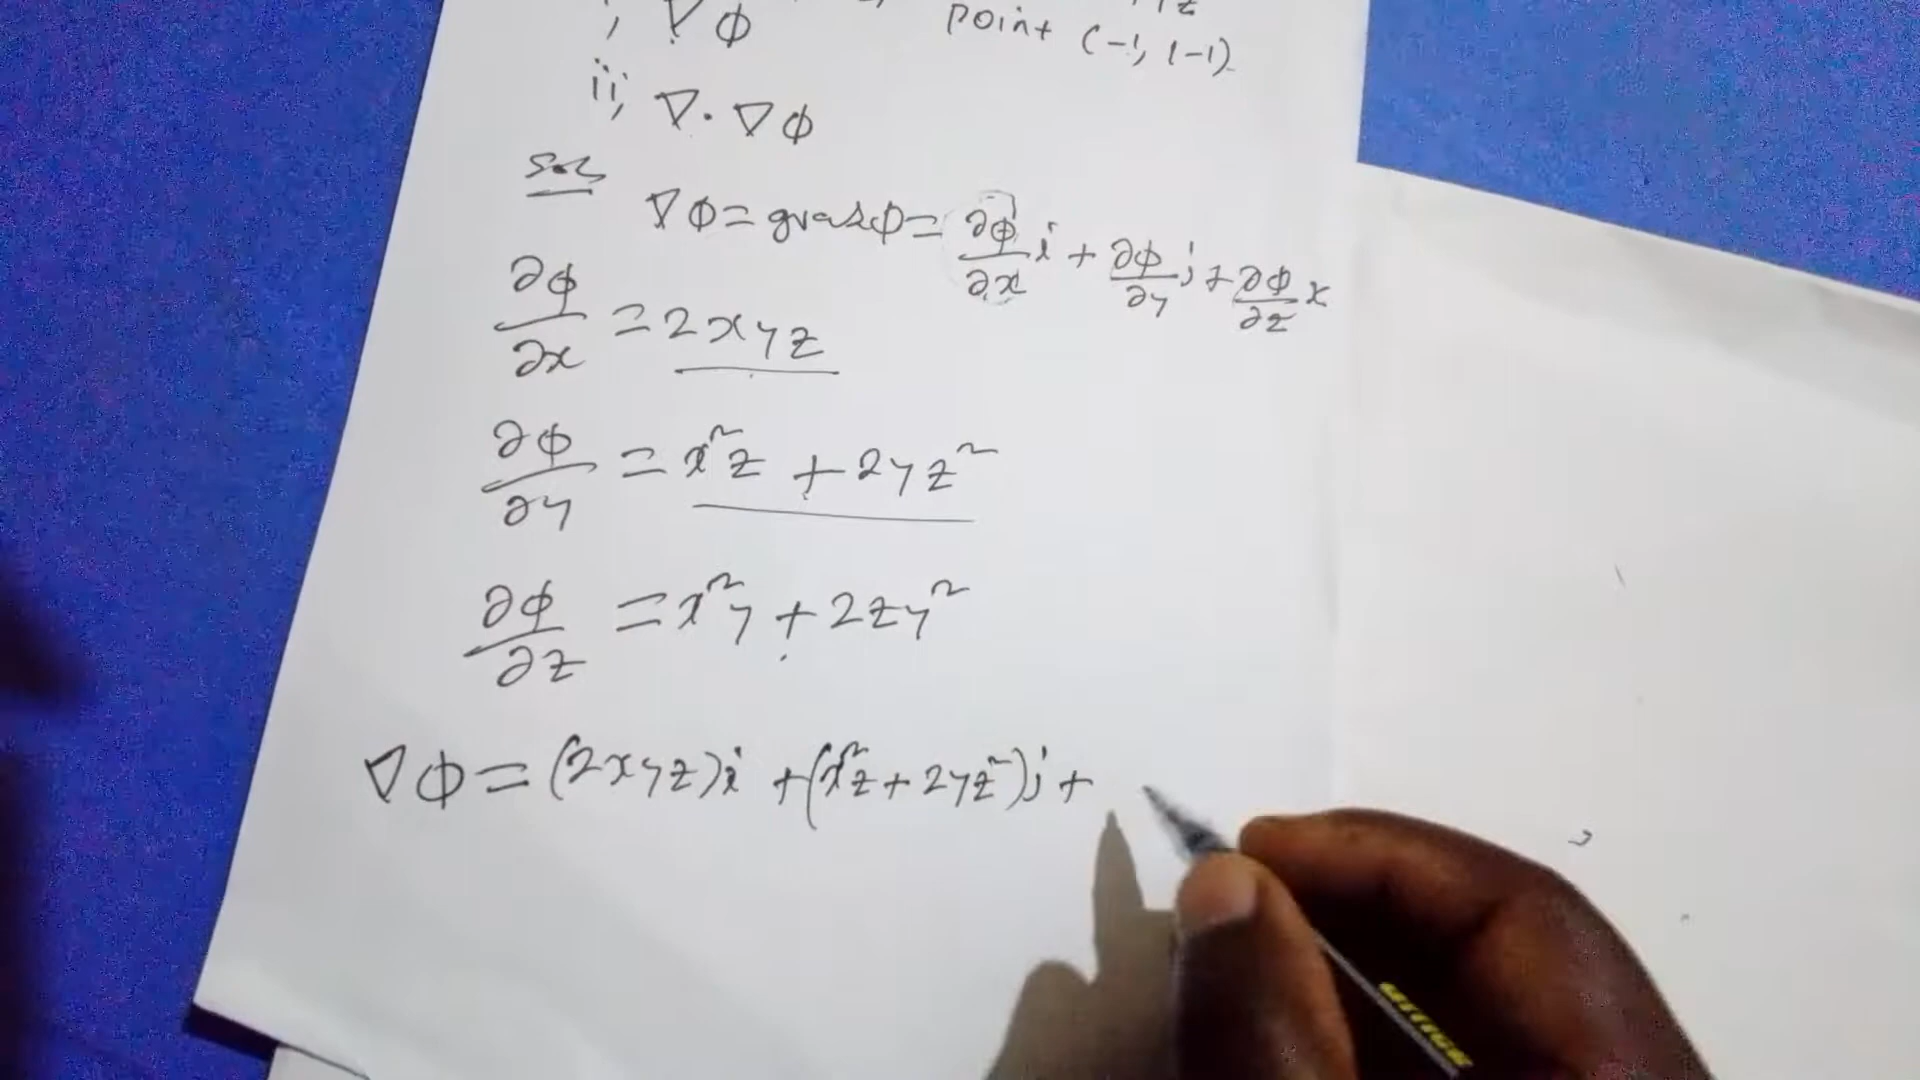 i, ∇φ
point (-1, 1-1)
ii, ∇.∇φ
Sol
∇φ = gradφ = ∂φ/∂x i + ∂φ/∂y j + ∂φ/∂z k
∂φ/∂x = 2xyz
∂φ/∂y = x²z + 2yz²
∂φ/∂z = x²y + 2zy²
∇φ = (2xyz)i + (x²z + 2yz²)j +